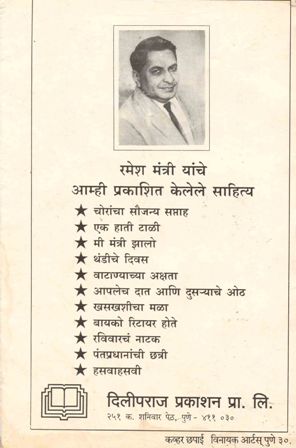 रमेश मंत्री यांचे
आम्ही प्रकाशित केलेले साहित्य
★ चोरांचा सौजन्य सप्ताह
★ एक हाती टाळी
★ मी मंत्री झालो
★ थंडीचे दिवस
★ वाटाण्याच्या अक्षता
★ आपलेच दात आणि दुसऱ्याचे ओठ
★ खसखशीचा मळा
★ बायको रिटायर होते
★ रविवारचं नाटक
★ पंतप्रधानांची छत्री
★ हसवाहसवी
दिलीपराज प्रकाशन प्रा. लि.
२५१ क. शनिवार पेठ, पुणे - ४११ ०३०
कव्हर छपाई विनायक आर्टस् पुणे ३०.